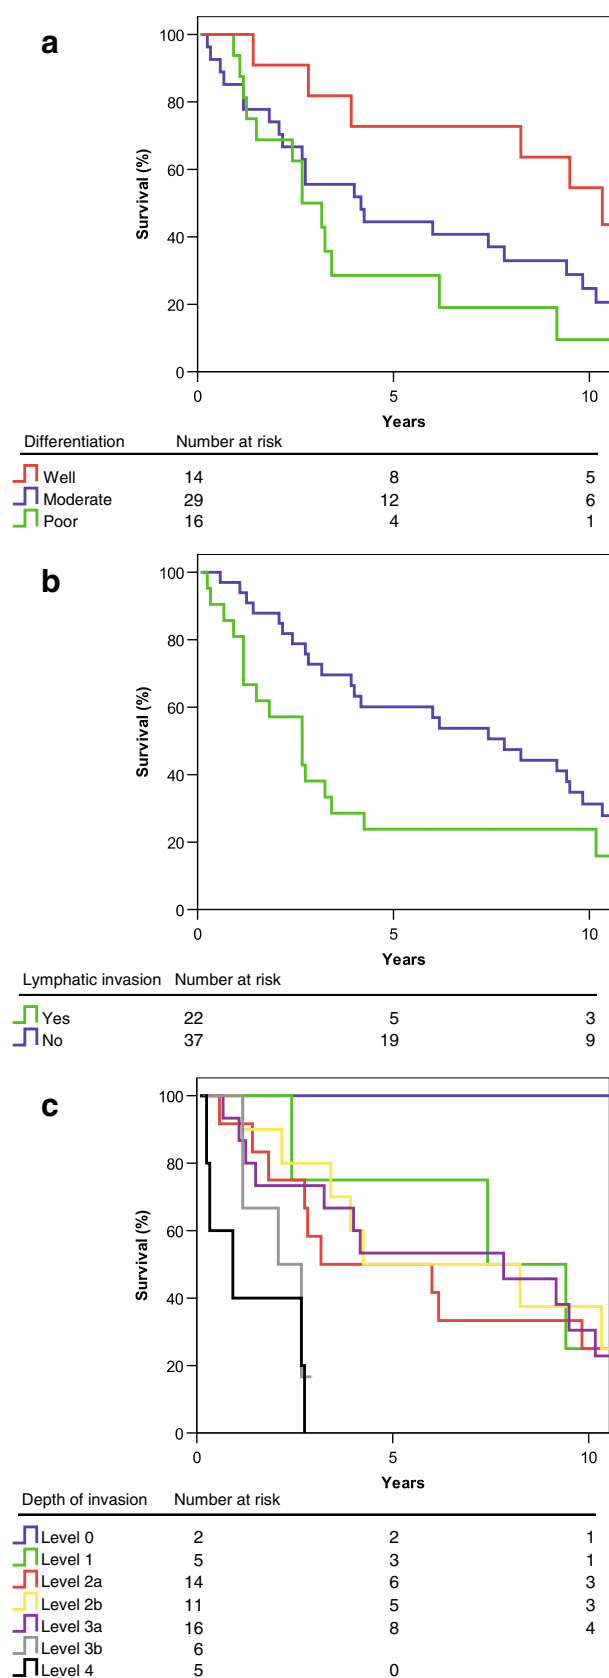 a
100
80
60
40
20
0
Survival (%)
0 5 10
Years
Differentiation Number at risk
Well 14 8 5
Moderate 29 12 6
Poor 16 4 1
b
100
80
60
40
20
0
Survival (%)
0 5 10
Years
Lymphatic invasion Number at risk
Yes 22 5 3
No 37 19 9
c
100
80
60
40
20
0
Survival (%)
0 5 10
Years
Depth of invasion Number at risk
Level 0 2 2 1
Level 1 5 3 1
Level 2a 14 6 3
Level 2b 11 5 3
Level 3a 16 8 4
Level 3b 6
Level 4 5 0